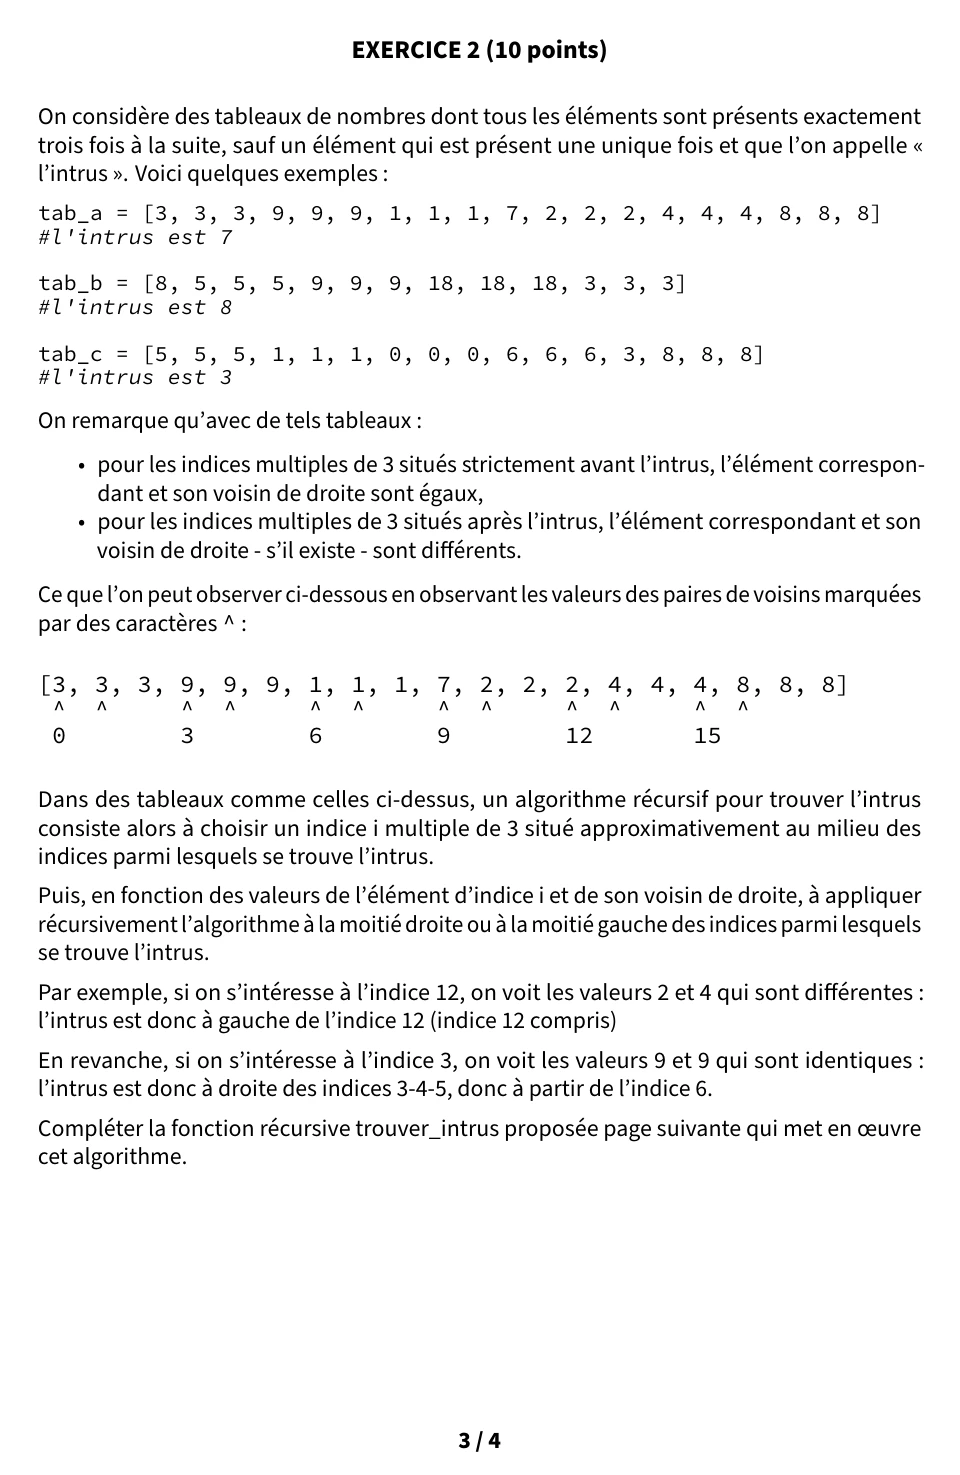 EXERCICE 2 (10 points)
On considère des tableaux de nombres dont tous les éléments sont présents exactement
trois fois à la suite, sauf un élément qui est présent une unique fois et que l’on appelle «
l’intrus ». Voici quelques exemples :
tab_a = [3, 3, 3, 9, 9, 9, 1, 1, 1, 7, 2, 2, 2, 4, 4, 4, 8, 8, 8]
#l'intrus est 7
tab_b = [8, 5, 5, 5, 9, 9, 9, 18, 18, 18, 3, 3, 3]
#l'intrus est 8
tab_c = [5, 5, 5, 1, 1, 1, 0, 0, 0, 6, 6, 6, 3, 8, 8, 8]
#l'intrus est 3
On remarque qu’avec de tels tableaux :
• pour les indices multiples de 3 situés strictement avant l’intrus, l’élément correspon-
dant et son voisin de droite sont égaux,
• pour les indices multiples de 3 situés après l’intrus, l’élément correspondant et son
voisin de droite - s’il existe - sont différents.
Ce que l’on peut observer ci-dessous en observant les valeurs des paires de voisins marquées
par des caractères ^ :
[3, 3, 3, 9, 9, 9, 1, 1, 1, 7, 2, 2, 2, 4, 4, 4, 8, 8, 8]
^ ^ ^ ^ ^ ^ ^ ^ ^ ^ ^ ^
0 3 6 9 12 15
Dans des tableaux comme celles ci-dessus, un algorithme récursif pour trouver l’intrus
consiste alors à choisir un indice i multiple de 3 situé approximativement au milieu des
indices parmi lesquels se trouve l’intrus.
Puis, en fonction des valeurs de l’élément d’indice i et de son voisin de droite, à appliquer
récursivement l’algorithme à la moitié droite ou à la moitié gauche des indices parmi lesquels
se trouve l’intrus.
Par exemple, si on s’intéresse à l’indice 12, on voit les valeurs 2 et 4 qui sont différentes :
l’intrus est donc à gauche de l’indice 12 (indice 12 compris)
En revanche, si on s’intéresse à l’indice 3, on voit les valeurs 9 et 9 qui sont identiques :
l’intrus est donc à droite des indices 3-4-5, donc à partir de l’indice 6.
Compléter la fonction récursive trouver_intrus proposée page suivante qui met en œuvre
cet algorithme.
3 / 4